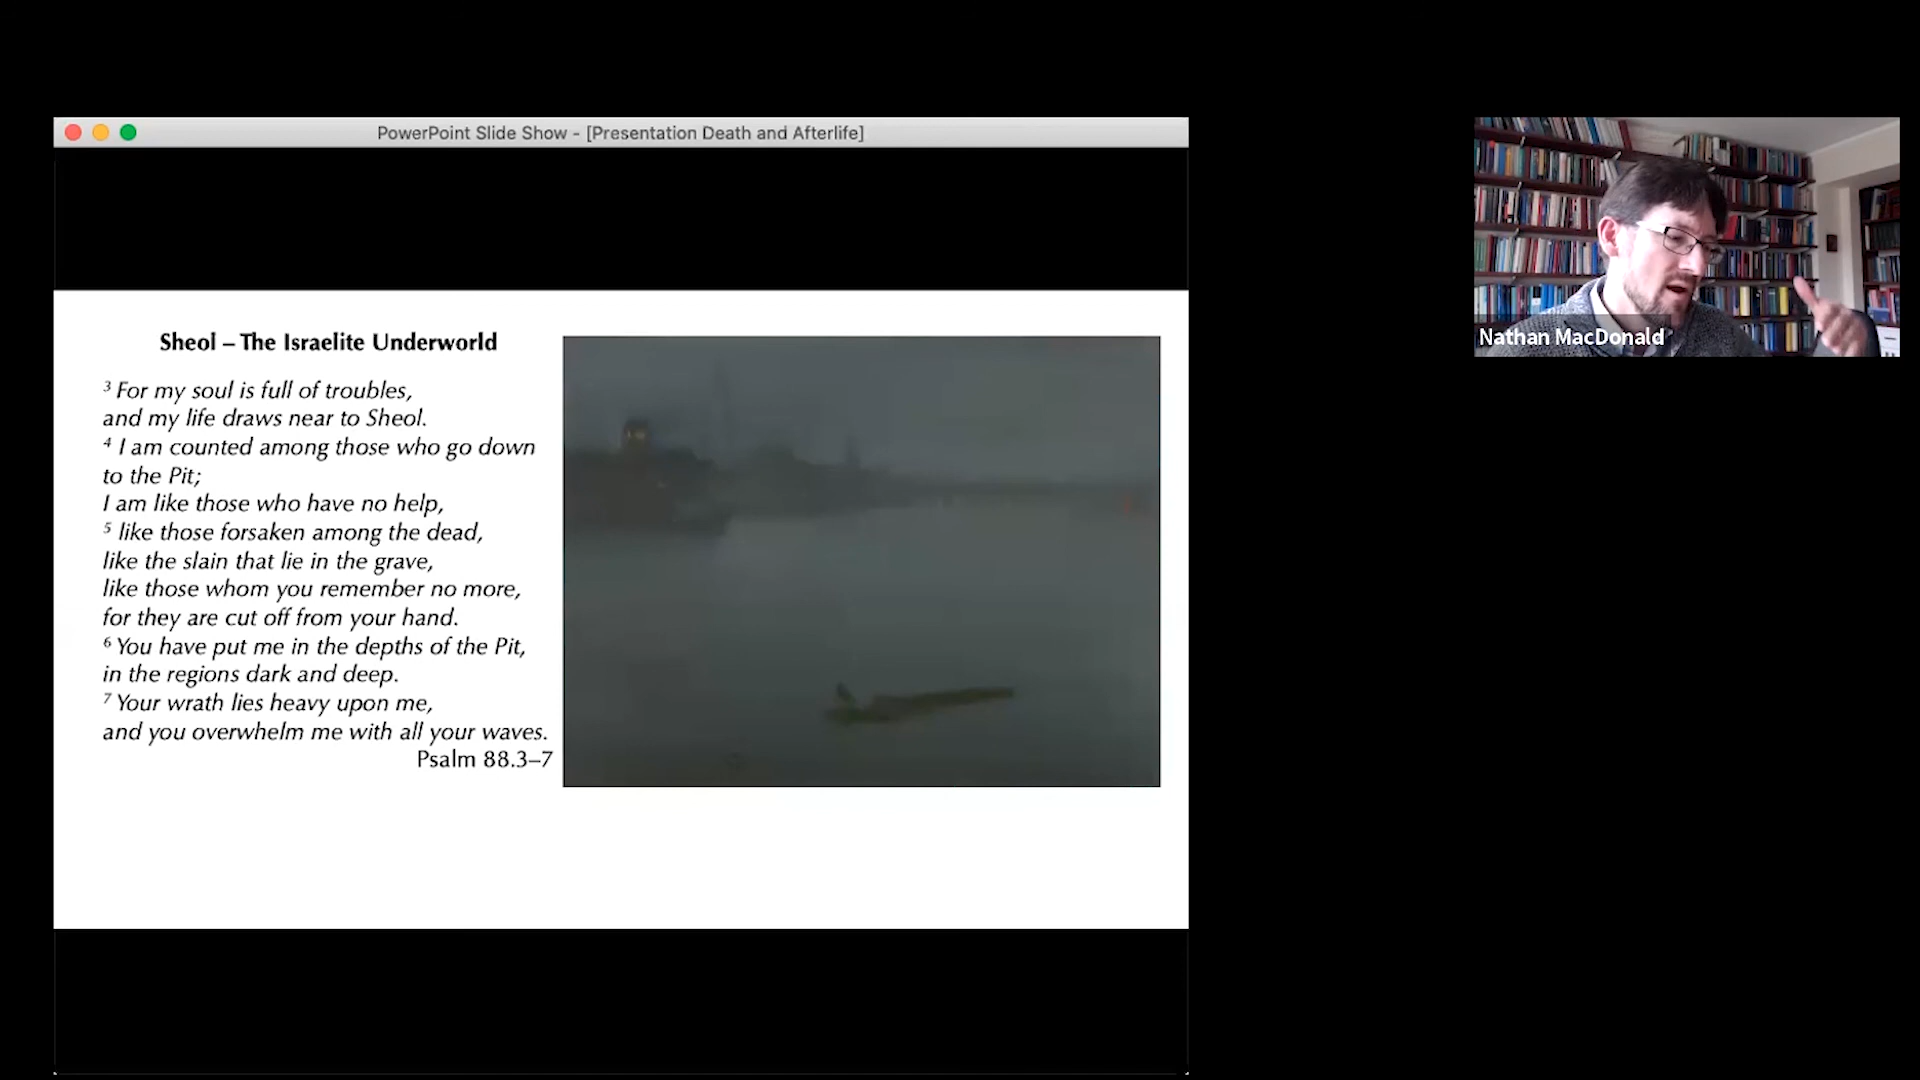 PowerPoint Slide Show - [Presentation Death and Afterlife]
Sheol – The Israelite Underworld
3 For my soul is full of troubles,
and my life draws near to Sheol.
4 I am counted among those who go down
to the Pit;
I am like those who have no help,
5 like those forsaken among the dead,
like the slain that lie in the grave,
like those whom you remember no more,
for they are cut off from your hand.
6 You have put me in the depths of the Pit,
in the regions dark and deep.
7 Your wrath lies heavy upon me,
and you overwhelm me with all your waves.
Psalm 88.3–7
Nathan MacDonald